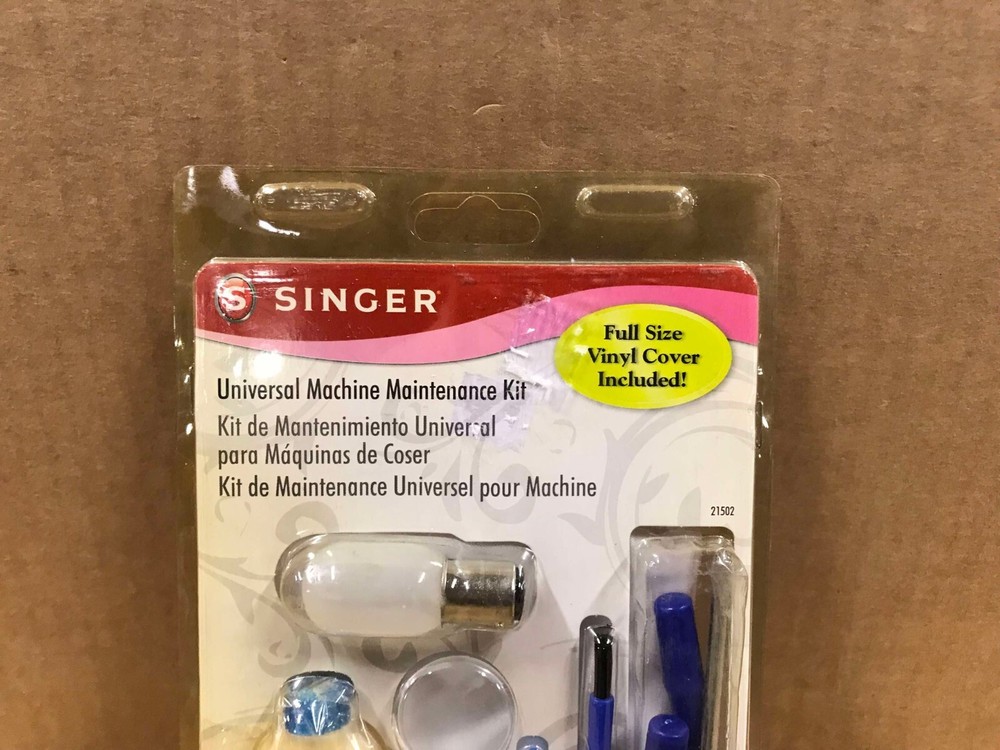 S SINGER®
Full Size
Vinyl Cover
Included!
Universal Machine Maintenance Kit
Kit de Mantenimiento Universal
para Máquinas de Coser
Kit de Maintenance Universel pour Machine
21502